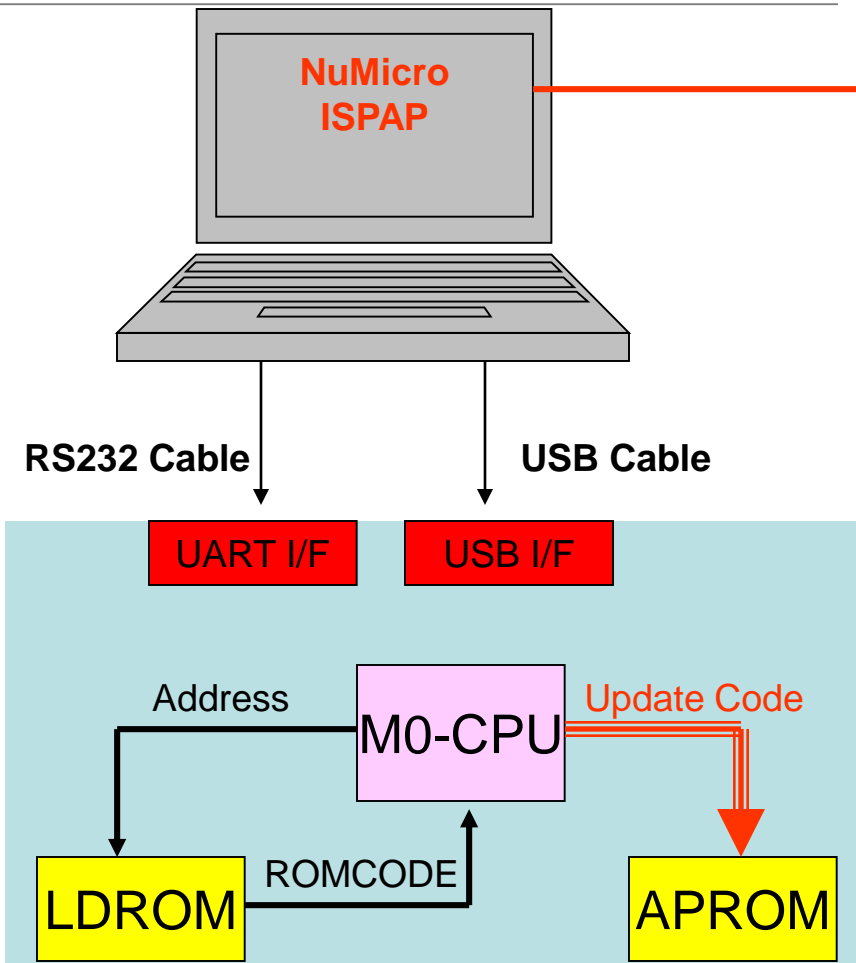 NuMicro
ISPAP
RS232 Cable
USB Cable
UART I/F
USB I/F
Address
M0-CPU
Update Code
ROMCODE
LDROM
APROM